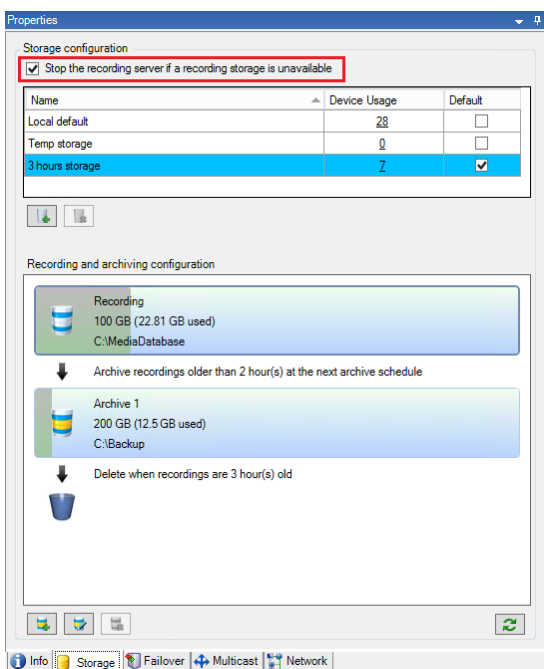 Properties
Storage configuration
Stop the recording server if a recording storage is unavailable
Name Device Usage Default
Local default 28
Temp storage 0
3 hours storage 7
Recording and archiving configuration
Recording
100 GB (22.81 GB used)
C:\MediaDatabase
Archive recordings older than 2 hour(s) at the next archive schedule
Archive 1
200 GB (12.5 GB used)
C:\Backup
Delete when recordings are 3 hour(s) old
Info Storage Failover Multicast Network